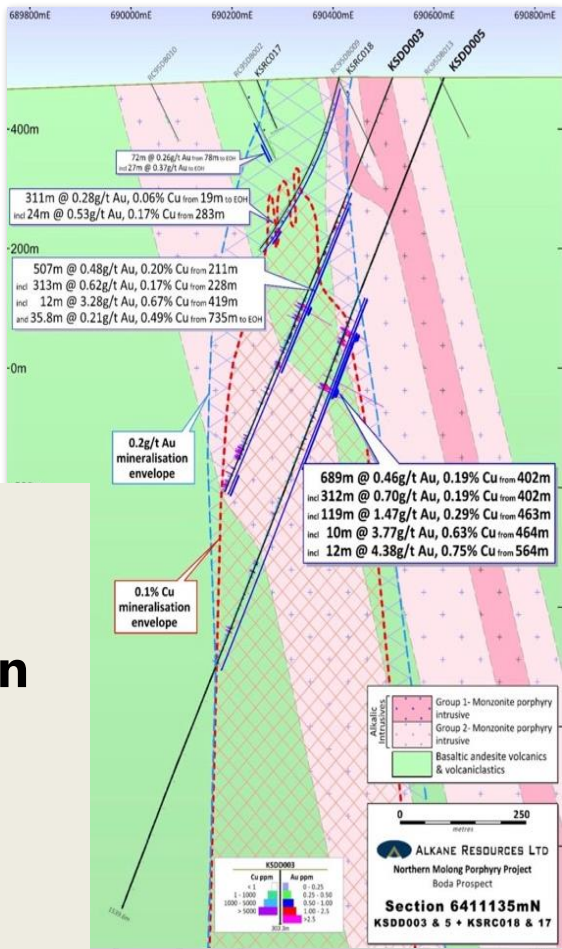 689800mE
690000mE
690200mE
690400mE
690600mE
690800mE
RC95DB010
RC95DB002
KSRC017
RC95DB009
KSRC018
KSDD003
RC95DB013
KSDD005
-400m
72m @ 0.26g/t Au from 78m to EOH
incl 27m @ 0.37g/t Au to EOH
311m @ 0.28g/t Au, 0.06% Cu from 19m to EOH
incl 24m @ 0.53g/t Au, 0.17% Cu from 283m
-200m
507m @ 0.48g/t Au, 0.20% Cu from 211m
incl 313m @ 0.62g/t Au, 0.17% Cu from 228m
incl 12m @ 3.28g/t Au, 0.67% Cu from 419m
and 35.8m @ 0.21g/t Au, 0.49% Cu from 735m to EOH
-0m
0.2g/t Au
mineralisation
envelope
689m @ 0.46g/t Au, 0.19% Cu from 402m
incl 312m @ 0.70g/t Au, 0.19% Cu from 402m
incl 119m @ 1.47g/t Au, 0.29% Cu from 463m
incl 10m @ 3.77g/t Au, 0.63% Cu from 464m
incl 12m @ 4.38g/t Au, 0.75% Cu from 564m
0.1% Cu
mineralisation
envelope
n
Alkalic
Intrusives
Group 1- Monzonite porphyry
intrusive
Group 2- Monzonite porphyry
intrusive
Basaltic andesite volcanics
& volcaniclastics
0 250
metres
ALKANE RESOURCES LTD
Northern Molong Porphyry Project
Boda Prospect
Section 6411135mN
KSDD003 & 5 + KSRC018 & 17
KSDD003
Cu ppm Au ppm
< 1 0 - 0.25
1 - 1000 0.25 - 0.50
1000 - 5000 0.50 - 1.00
> 5000 1.00 - 2.5
>2.5